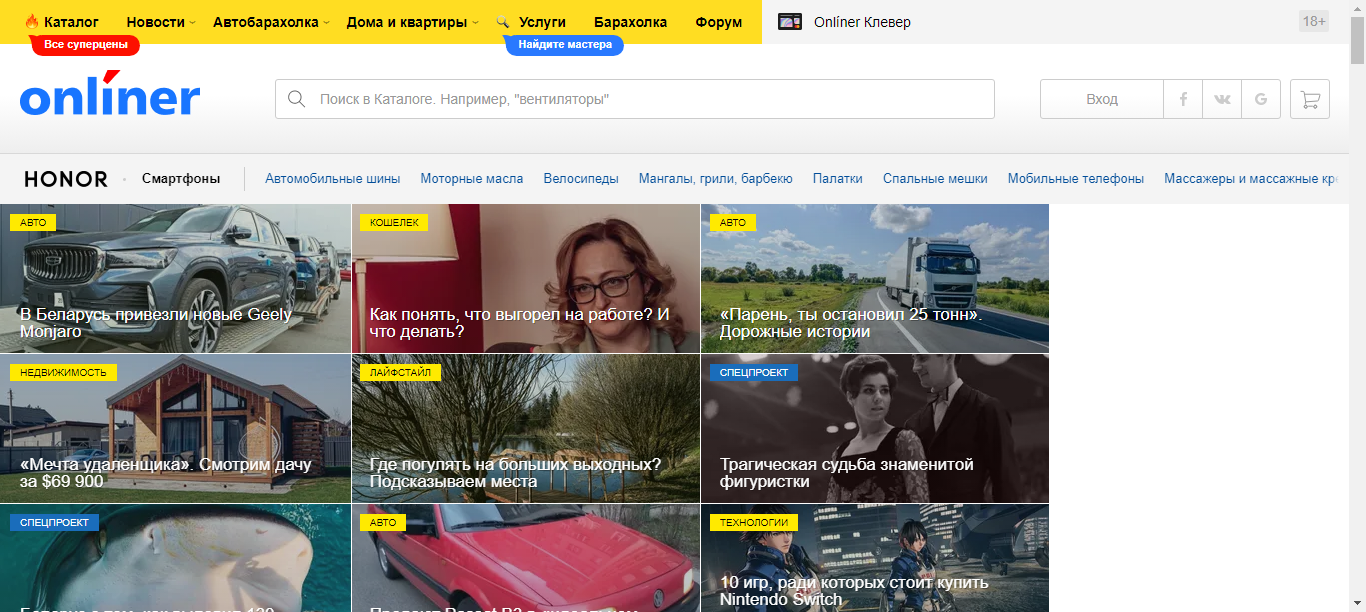 Каталог
Новости
Автобарахолка
Дома и квартиры
Услуги
Барахолка
Форум
Onlíner Клевер
18+
Все суперцены
Найдите мастера
onlíner
Поиск в Каталоге. Например, "вентиляторы"
Вход
HONOR
Смартфоны
Автомобильные шины
Моторные масла
Велосипеды
Мангалы, грили, барбекю
Палатки
Спальные мешки
Мобильные телефоны
Массажеры и массажные
АВТО
В Беларусь привезли новые Geely
Monjaro
КОШЕЛЕК
Как понять, что выгорел на работе? И
что делать?
АВТО
«Парень, ты остановил 25 тонн».
Дорожные истории
НЕДВИЖИМОСТЬ
«Мечта удаленщика». Смотрим дачу
за $69 900
ЛАЙФСТАЙЛ
Где погулять на больших выходных?
Подсказываем места
СПЕЦПРОЕКТ
Трагическая судьба знаменитой
фигуристки
СПЕЦПРОЕКТ
АВТО
ТЕХНОЛОГИИ
10 игр, ради которых стоит купить
Nintendo Switch